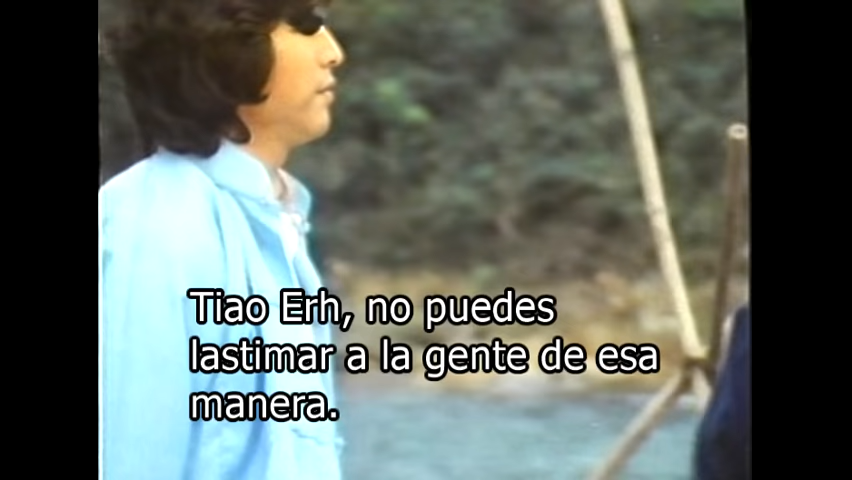 Tiao Erh, no puedes
lastimar a la gente de esa
manera.